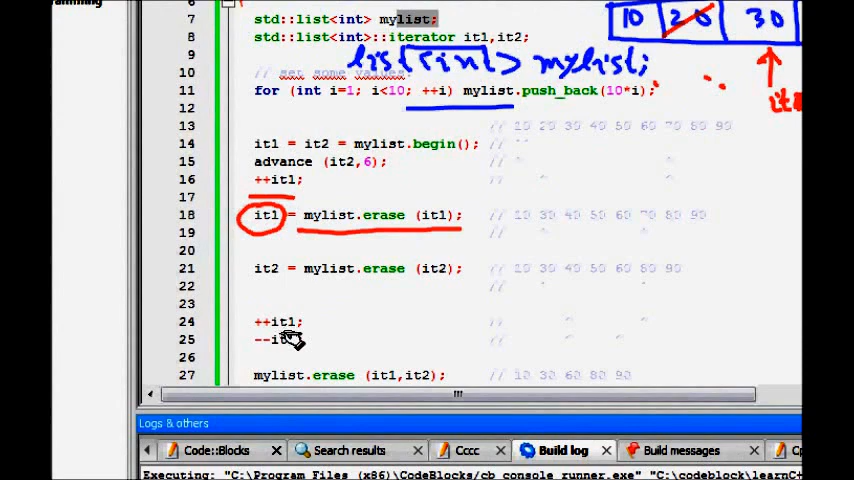 amming
6
7 std::list<int> mylist;
8 std::list<int>::iterator it1,it2;
9
10 // set some values:
11 for (int i=1; i<10; ++i) mylist.push_back(10*i);
12
13 // 10 20 30 40 50 60 70 80 90
14 it1 = it2 = mylist.begin(); // ^^
15 advance (it2,6); // ^ ^
16 ++it1; // ^ ^
17
18 it1 = mylist.erase (it1); // 10 30 40 50 60 70 80 90
19 // ^ ^
20
21 it2 = mylist.erase (it2); // 10 30 40 50 60 80 90
22 // ^ ^
23
24 ++it1; // ^ ^
25 --it // ^ ^
26
27 mylist.erase (it1,it2); // 10 30 60 80 90
10 20 30
list <int> mylist;
Logs & others
Code::Blocks
Search results
Cccc
Build log
Build messages
Executing: "C:\Program Files (x86)\CodeBlocks/cb_console_runner.exe" "C:\codeblock\learnC+